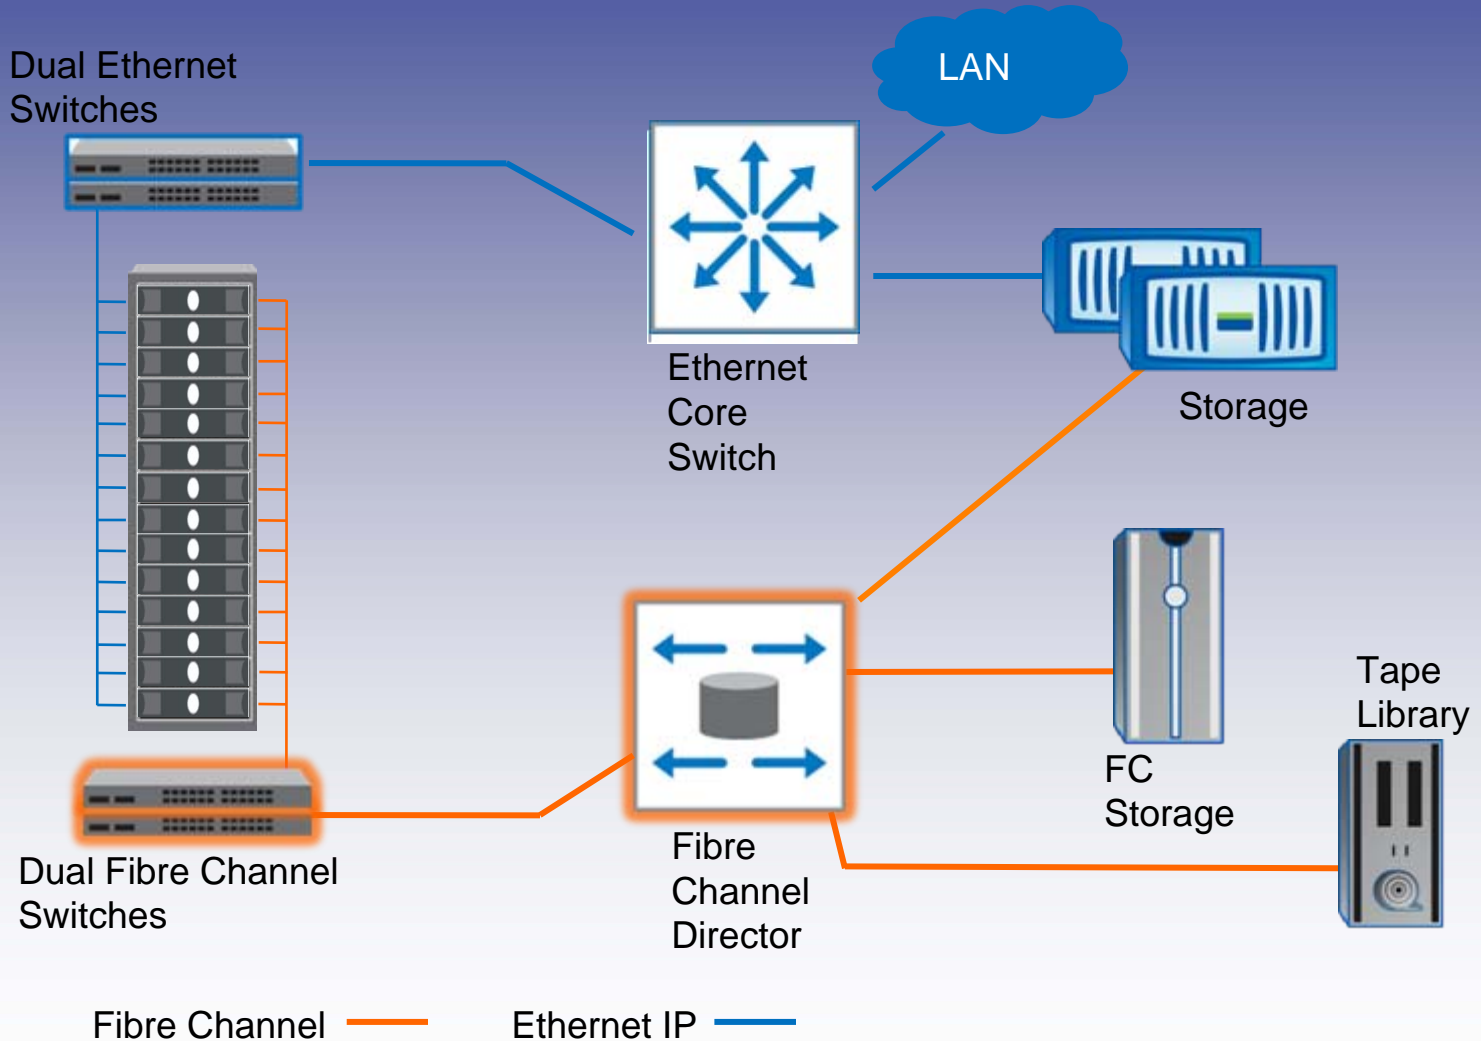 Dual Ethernet
Switches
LAN
Ethernet
Core
Switch
Storage
FC
Storage
Tape
Library
Dual Fibre Channel
Switches
Fibre
Channel
Director
Fibre Channel
Ethernet IP